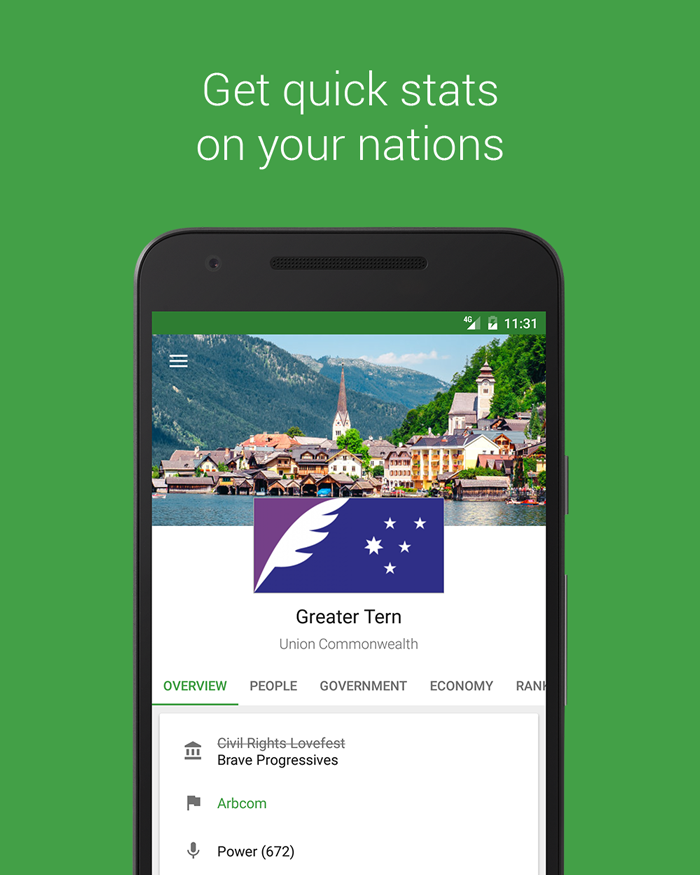 Get quick stats
on your nations
4G 11:31
Greater Tern
Union Commonwealth
OVERVIEW PEOPLE GOVERNMENT ECONOMY RANK
Civil Rights Lovefest
Brave Progressives
Arbcom
Power (672)